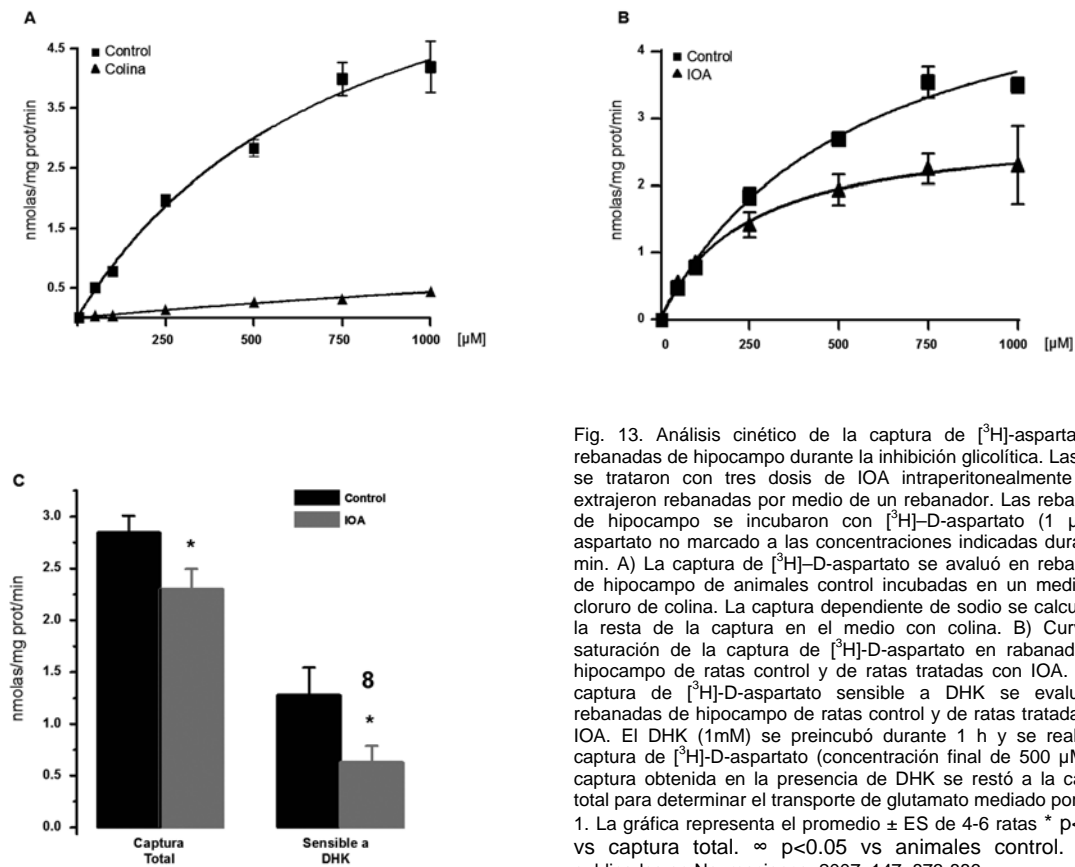 A
Control
Colina
nmolas/mg prot/min
4.5
3.5
2.5
1.5
0.5
250 500 750 1000 [µM]
B
Control
IOA
nmolas/mg prot/min
4
3
2
1
0
0 250 500 750 1000 [µM]
C
Control
IOA
nmolas/mg prot/min
3.0
2.5
2.0
1.5
1.0
0.5
0.0
*
8
*
Captura Sensible a
Total DHK
Fig. 13. Análisis cinético de la captura de [³H]-asparta
rebanadas de hipocampo durante la inhibición glicolítica. Las
se trataron con tres dosis de IOA intraperitonealmente
extrajeron rebanadas por medio de un rebanador. Las reba
de hipocampo se incubaron con [³H]–D-aspartato (1 µ
aspartato no marcado a las concentraciones indicadas dura
min. A) La captura de [³H]–D-aspartato se avaluó en reba
de hipocampo de animales control incubadas en un medi
cloruro de colina. La captura dependiente de sodio se calcu
la resta de la captura en el medio con colina. B) Curv
saturación de la captura de [³H]-D-aspartato en rabanad
hipocampo de ratas control y de ratas tratadas con IOA.
captura de [³H]-D-aspartato sensible a DHK se evalu
rebanadas de hipocampo de ratas control y de ratas tratada
IOA. El DHK (1mM) se preincubó durante 1 h y se real
captura de [³H]-D-aspartato (concentración final de 500 µM
captura obtenida en la presencia de DHK se restó a la ca
total para determinar el transporte de glutamato mediado por
1. La gráfica representa el promedio ± ES de 4-6 ratas * p<
vs captura total. ∞ p<0.05 vs animales control.